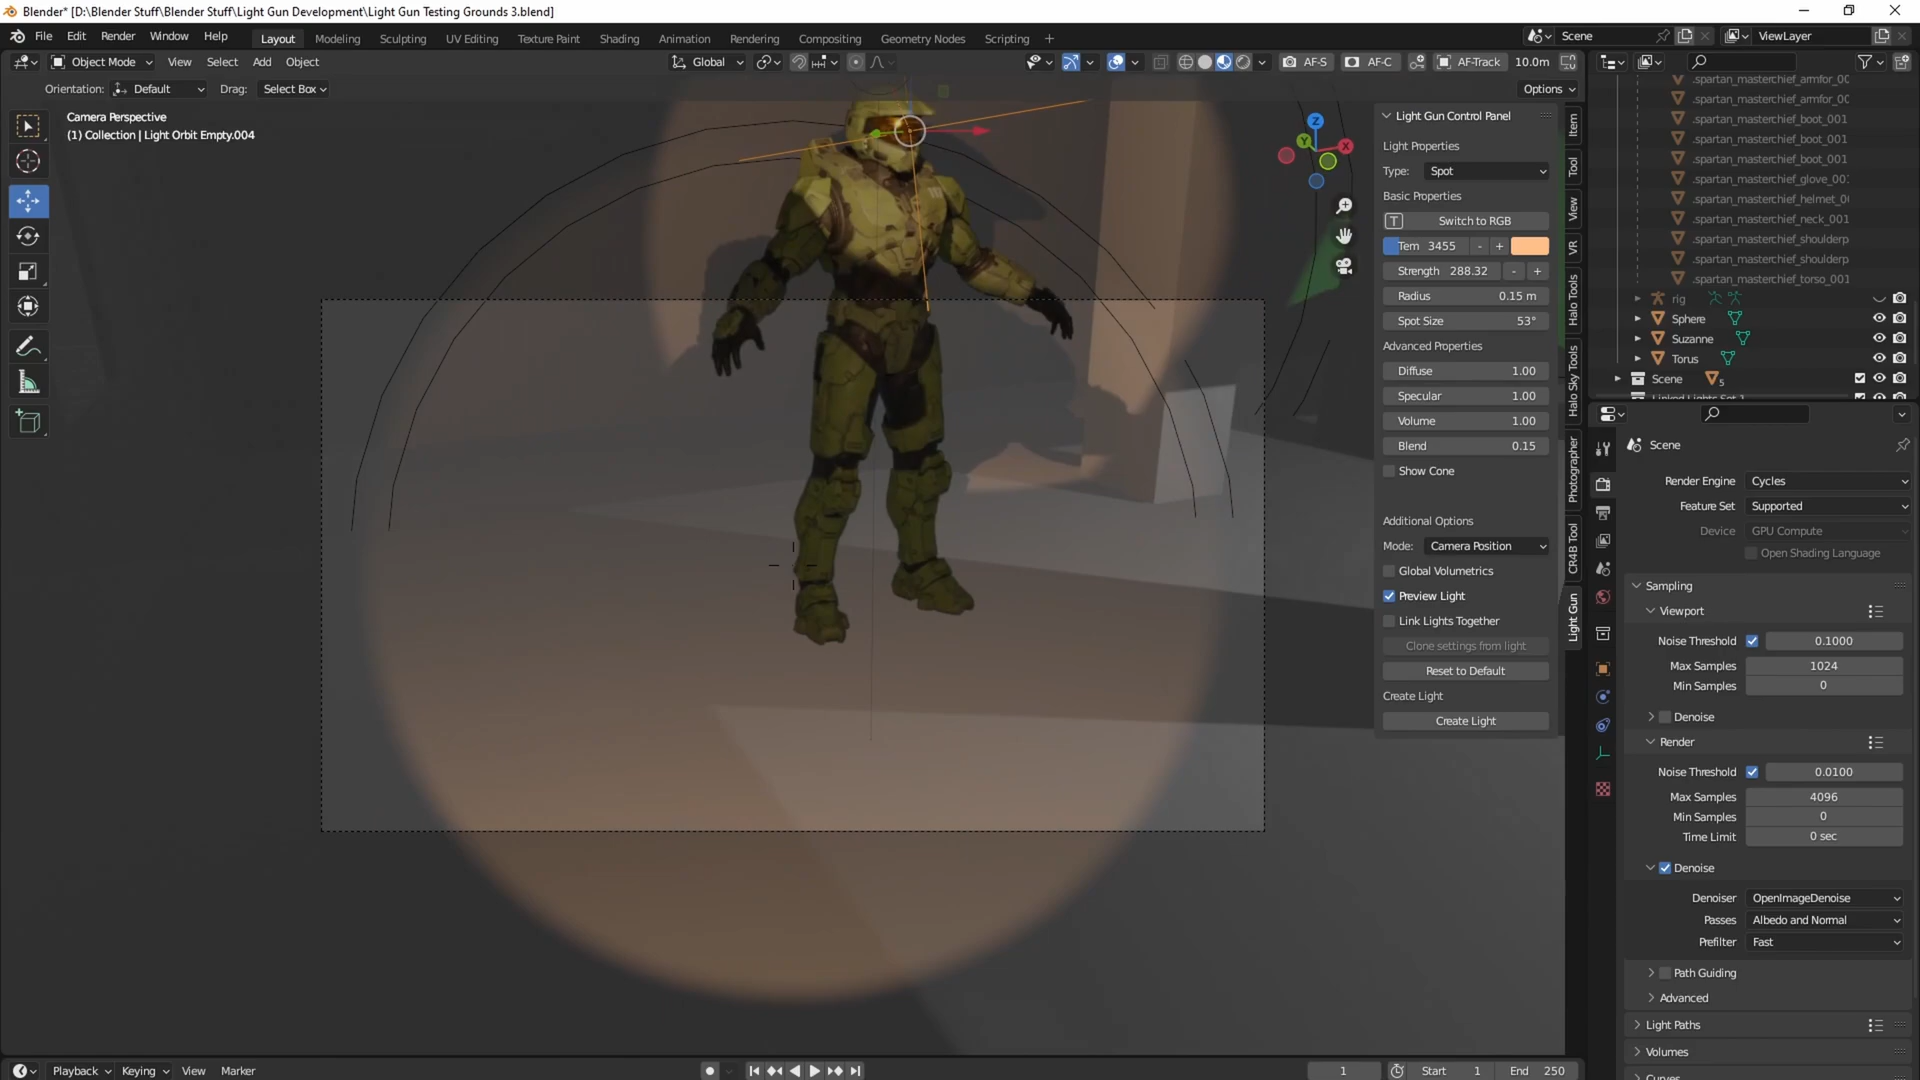 Blender* [D:\Blender Stuff\Blender Stuff\Light Gun Development\Light Gun Testing Grounds 3.blend]
File Edit Render Window Help Layout Modeling Sculpting UV Editing Texture Paint Shading Animation Rendering Compositing Geometry Nodes Scripting + Scene ViewLayer
Object Mode View Select Add Object Global AF-S AF-C AF-Track 10.0m
Orientation: Default Drag: Select Box Options
Camera Perspective
(1) Collection | Light Orbit Empty.004
Z
Y
X
Light Gun Control Panel
Light Properties
Type: Spot
Basic Properties
T Switch to RGB
Tem 3455 - +
Strength 288.32 - +
Radius 0.15 m
Spot Size 53°
Advanced Properties
Diffuse 1.00
Specular 1.00
Volume 1.00
Blend 0.15
Show Cone
Additional Options
Mode: Camera Position
Global Volumetrics
Preview Light
Link Lights Together
Clone settings from light
Reset to Default
Create Light
Create Light
Item
Tool
View
VR
Halo Tools
Halo Sky Tools
Photographer
CR4B Tool
Light Gun
.spartan_masterchief_armfor_00
.spartan_masterchief_armfor_00
.spartan_masterchief_boot_001
.spartan_masterchief_boot_001
.spartan_masterchief_boot_001
.spartan_masterchief_glove_001
.spartan_masterchief_helmet_00
.spartan_masterchief_neck_001
.spartan_masterchief_shoulderp
.spartan_masterchief_shoulderp
.spartan_masterchief_torso_001
rig
Sphere
Suzanne
Torus
Scene 5
Linked Lights Set 1
Scene
Render Engine Cycles
Feature Set Supported
Device GPU Compute
Open Shading Language
Sampling
Viewport
Noise Threshold 0.1000
Max Samples 1024
Min Samples 0
Denoise
Render
Noise Threshold 0.0100
Max Samples 4096
Min Samples 0
Time Limit 0 sec
Denoise
Denoiser OpenImageDenoise
Passes Albedo and Normal
Prefilter Fast
Path Guiding
Advanced
Light Paths
Volumes
Curves
Playback Keying View Marker 1 Start 1 End 250